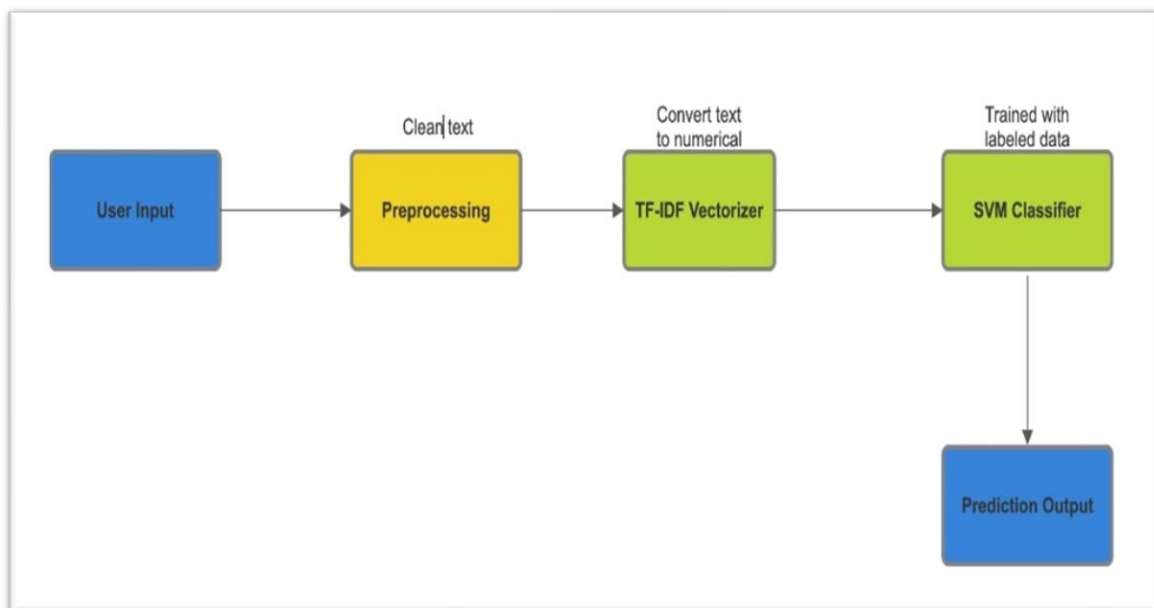 Clean text
Convert text
to numerical
Trained with
labeled data
User Input
Preprocessing
TF-IDF Vectorizer
SVM Classifier
Prediction Output